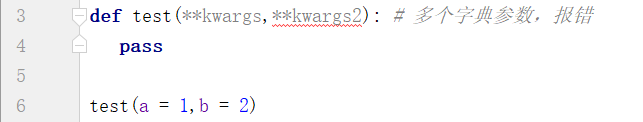 3 def test(**kwargs,**kwargs2): # 多个字典参数，报错
4     pass
5
6 test(a = 1,b = 2)